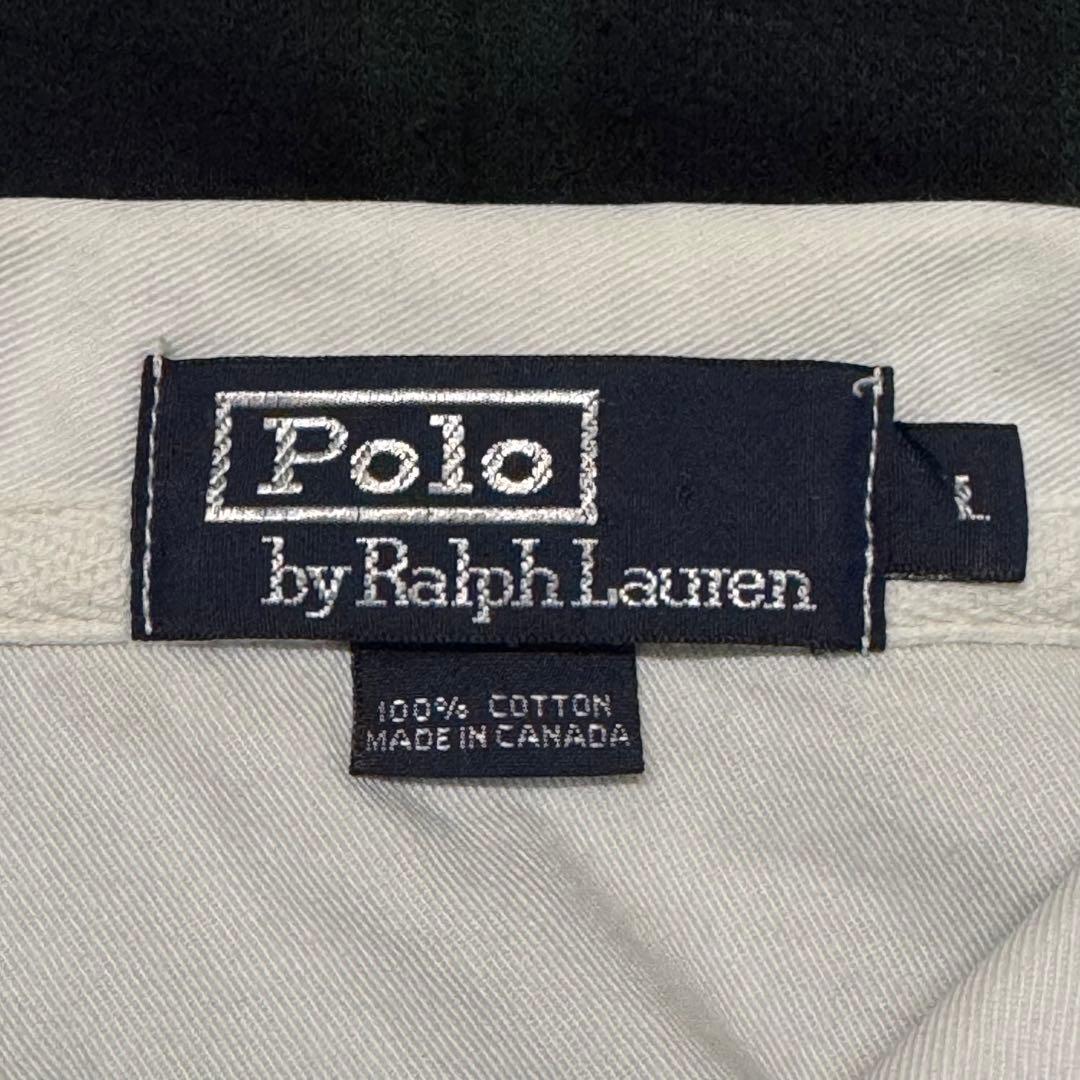 Polo
by Ralph Lauren
L
100% COTTON
MADE IN CANADA